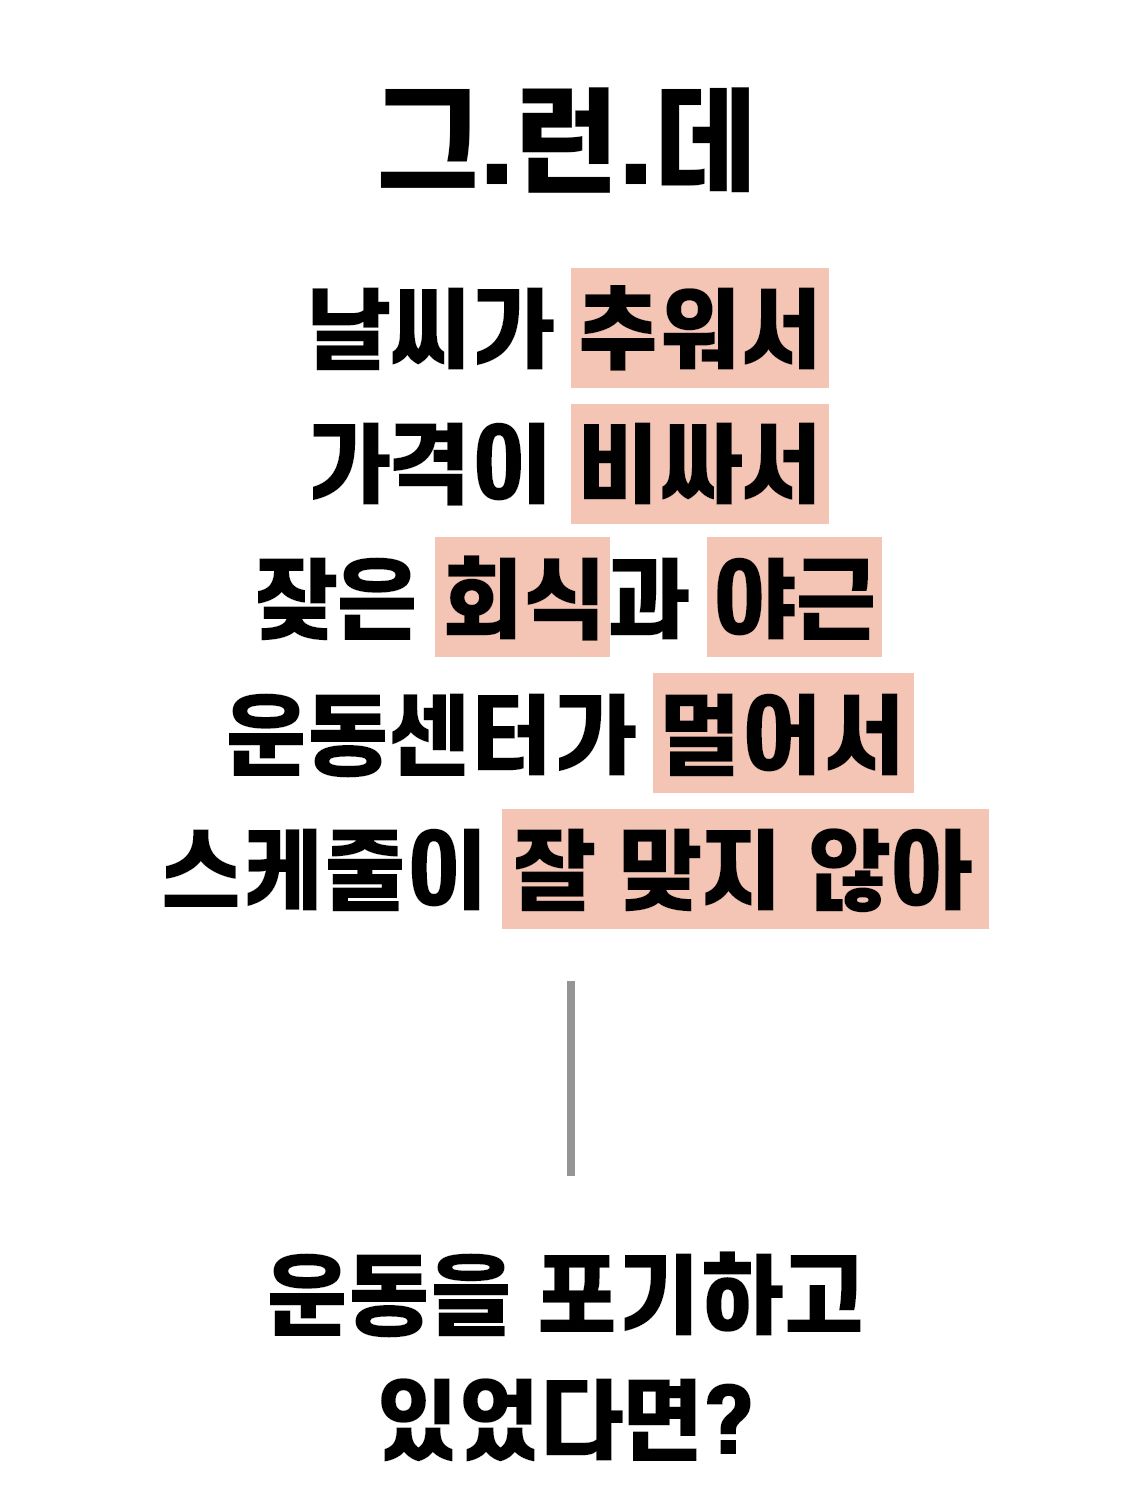 그.런.데
날씨가 추워서
가격이 비싸서
잦은 회식과 야근
운동센터가 멀어서
스케줄이 잘 맞지 않아
운동을 포기하고
있었다면?